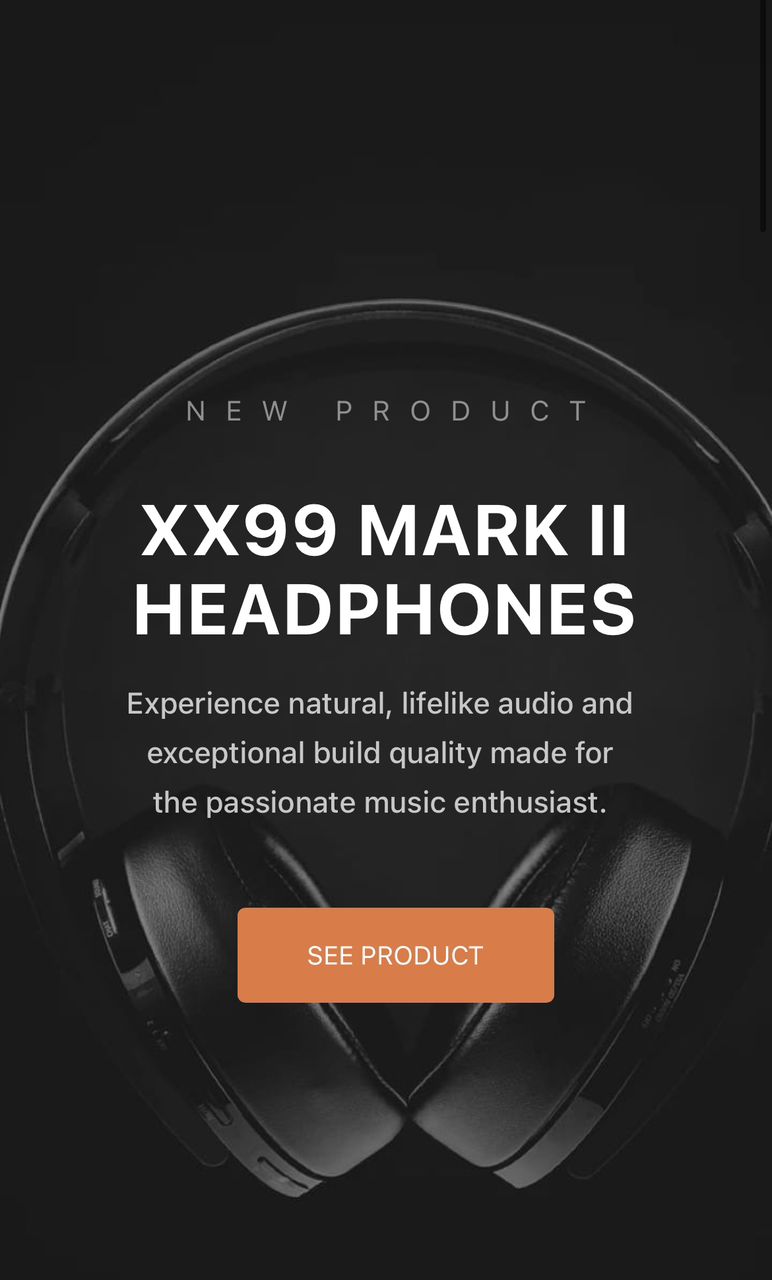 NEW PRODUCT
XX99 MARK II
HEADPHONES
Experience natural, lifelike audio and
exceptional build quality made for
the passionate music enthusiast.
SEE PRODUCT